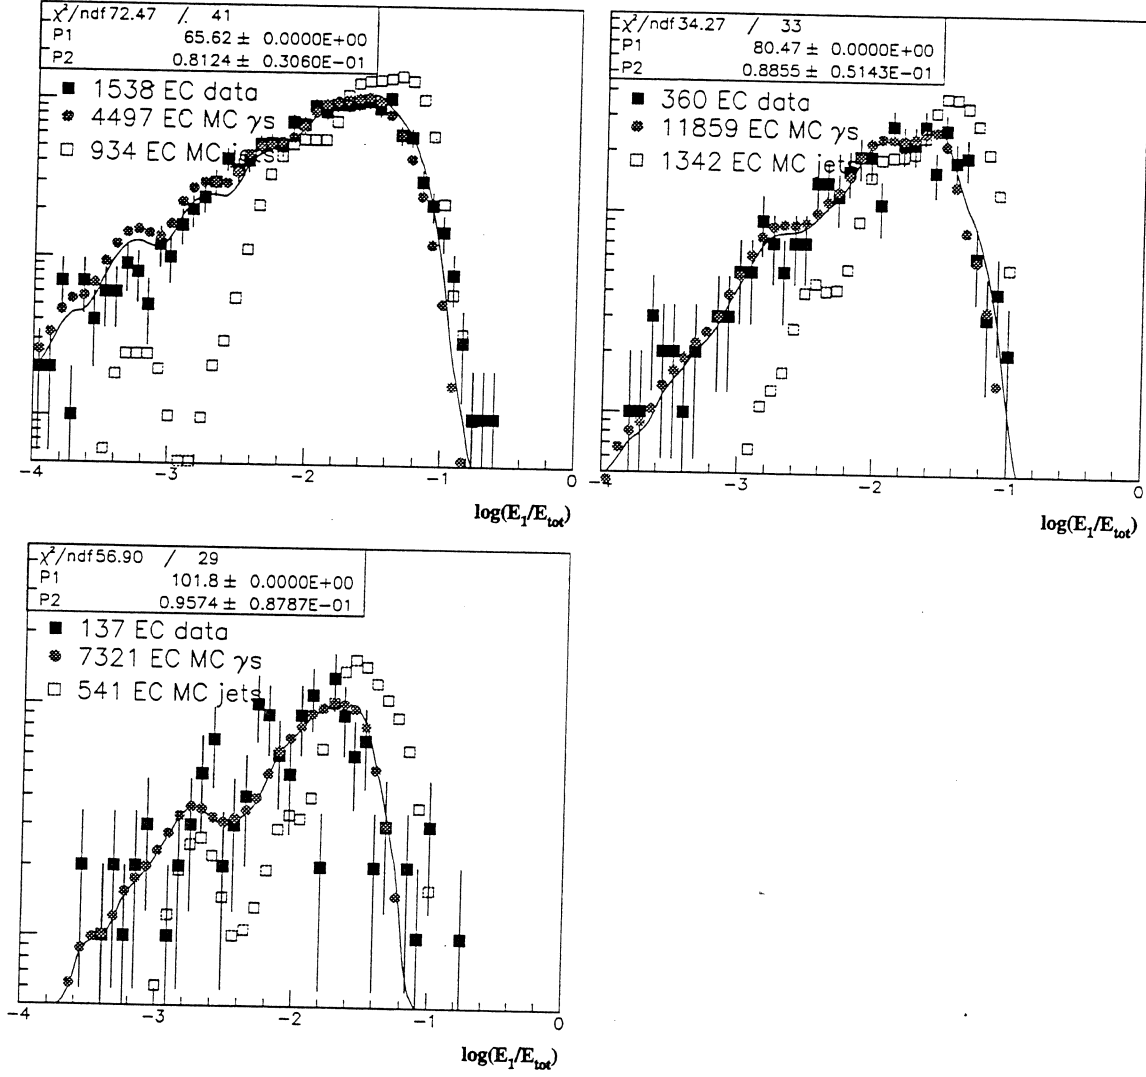 χ²/ndf 72.47 / 41
P1 65.62 ± 0.0000E+00
P2 0.8124 ± 0.3060E-01
1538 EC data
4497 EC MC γs
934 EC MC jets
-4 -3 -2 -1 0
log(E₁/Eₜₒₜ)
χ²/ndf 34.27 / 33
P1 80.47 ± 0.0000E+00
P2 0.8855 ± 0.5143E-01
360 EC data
11859 EC MC γs
1342 EC MC jets
-4 -3 -2 -1 0
log(E₁/Eₜₒₜ)
χ²/ndf 56.90 / 29
P1 101.8 ± 0.0000E+00
P2 0.9574 ± 0.8787E-01
137 EC data
7321 EC MC γs
541 EC MC jets
-4 -3 -2 -1 0
log(E₁/Eₜₒₜ)